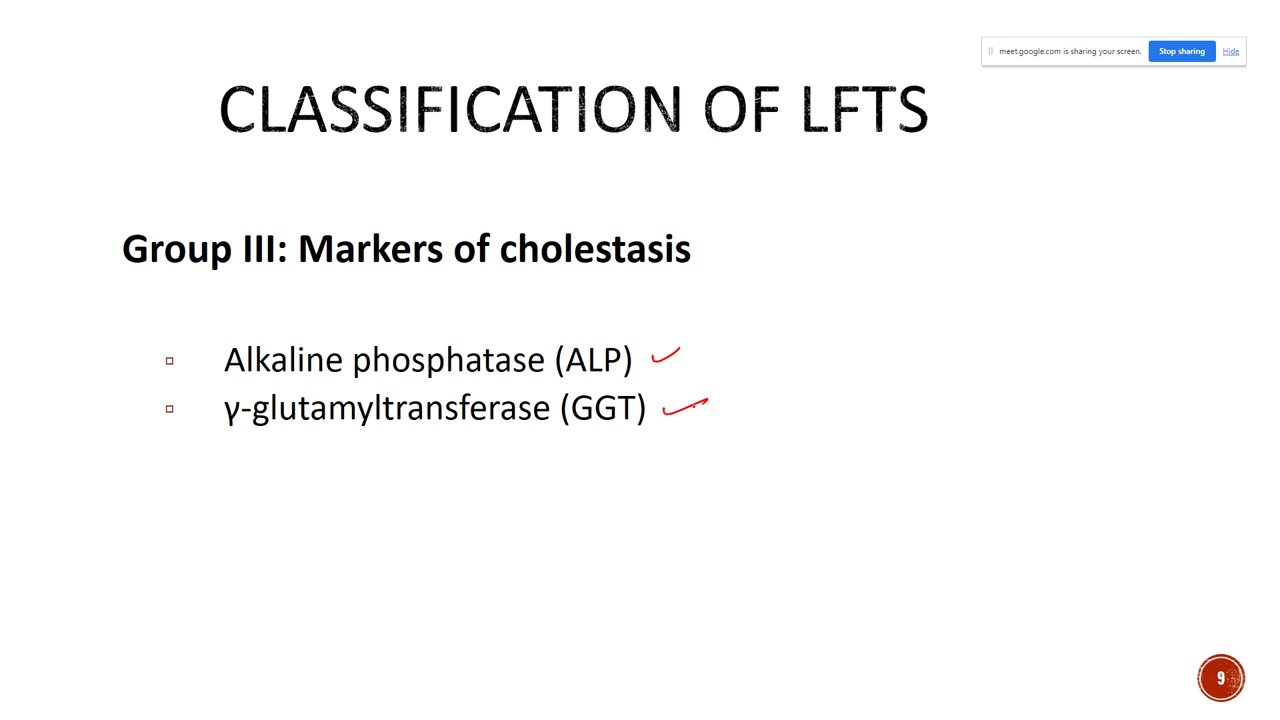 meet.google.com is sharing your screen. Stop sharing Hide
CLASSIFICATION OF LFTS
Group III: Markers of cholestasis
Alkaline phosphatase (ALP)
γ-glutamyltransferase (GGT)
9